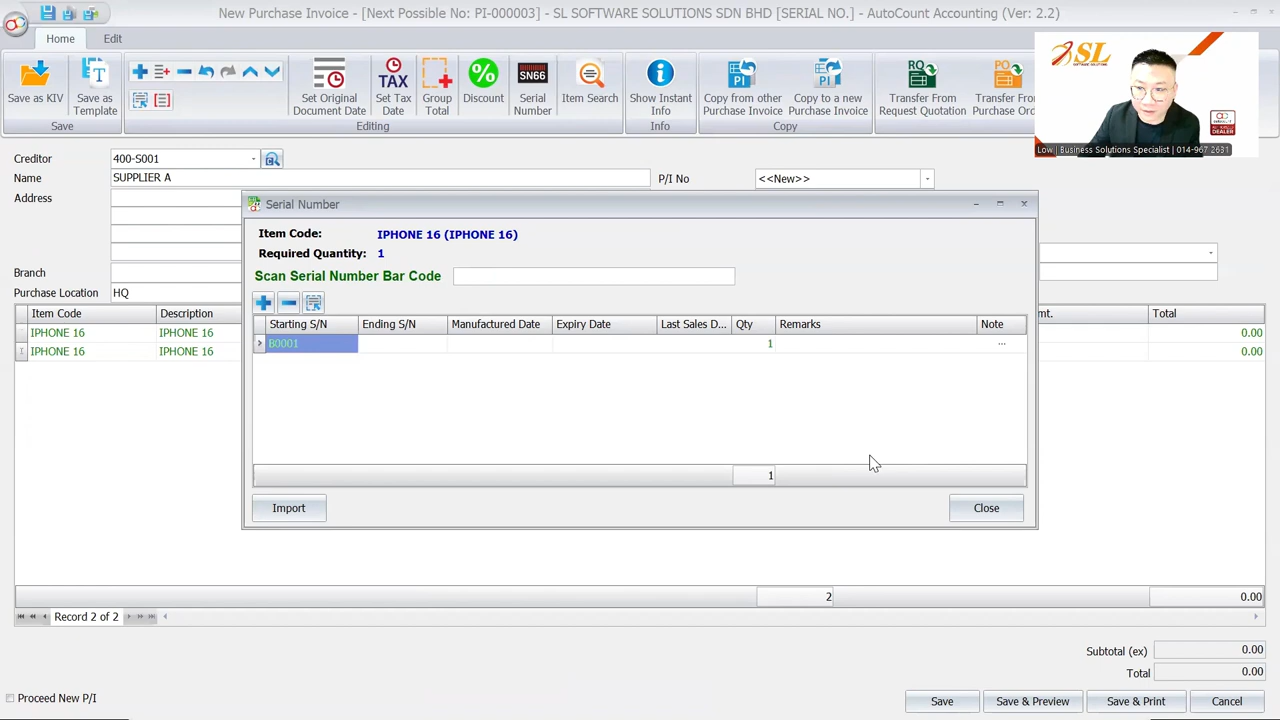 New Purchase Invoice - [Next Possible No: PI-000003] - SL SOFTWARE SOLUTIONS SDN BHD [SERIAL NO.] - AutoCount Accounting (Ver: 2.2)
Home Edit
Save as KIV
Save as Template
Set Original Document Date
Set Tax Date
Group Total
Discount
SN66
Serial Number
Item Search
Show Instant Info
PI
Copy from other Purchase Invoice
PI
Copy to a new Purchase Invoice
RQ
Transfer From Request Quotation
PO
Transfer From Purchase Orde
Save Editing Info Copy
SL
SOFTWARE SOLUTIONS
DEALER
Low | Business Solutions Specialist | 014-967 2631
Creditor 400-S001
Name SUPPLIER A P/I No <<New>>
Address
Branch
Purchase Location HQ
Item Code Description mt. Total
IPHONE 16 IPHONE 16 0.00
IPHONE 16 IPHONE 16 0.00
Serial Number
Item Code: IPHONE 16 (IPHONE 16)
Required Quantity: 1
Scan Serial Number Bar Code
Starting S/N Ending S/N Manufactured Date Expiry Date Last Sales D... Qty Remarks Note
B0001 1 ...
1
Import Close
2 0.00
Record 2 of 2
Subtotal (ex) 0.00
Total 0.00
Proceed New P/I
Save Save & Preview Save & Print Cancel